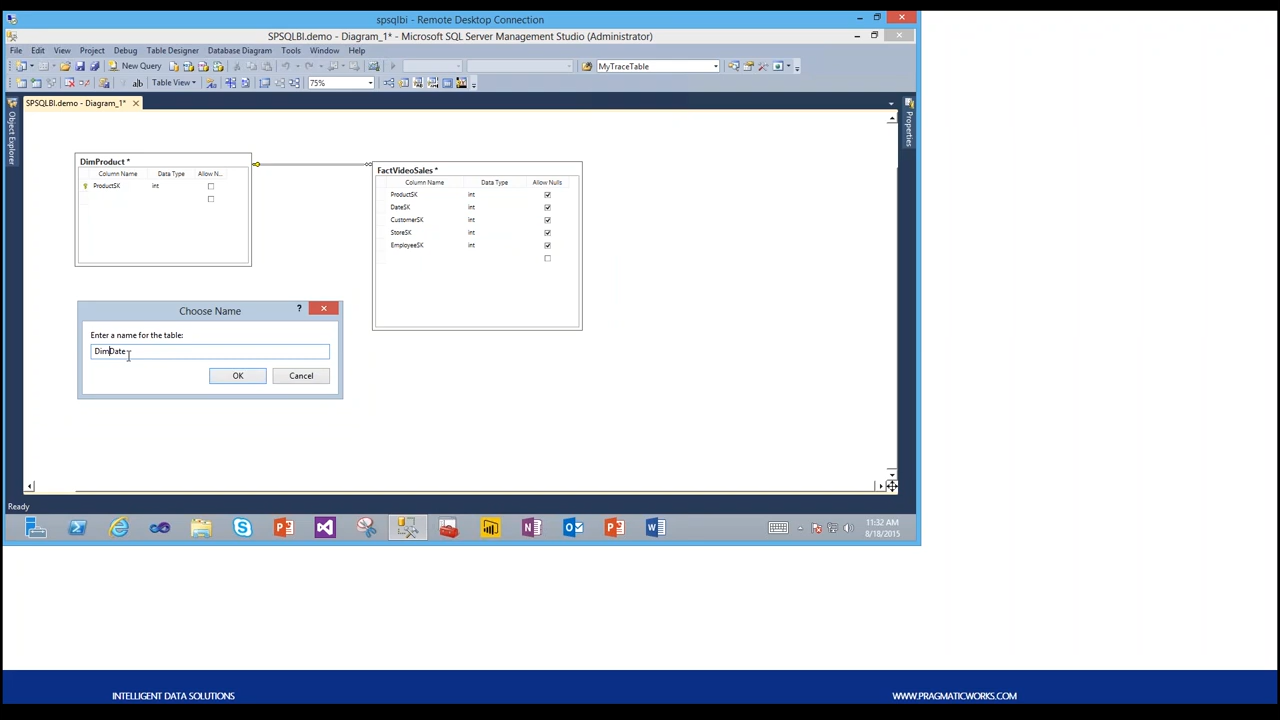 spsqlbi - Remote Desktop Connection
SPSQLBI.demo - Diagram_1* - Microsoft SQL Server Management Studio (Administrator)
File Edit View Project Debug Table Designer Database Diagram Tools Window Help
New Query MyTraceTable
ab Table View 75%
SPSQLBI.demo - Diagram_1*
Object Explorer
Properties
DimProduct *
Column Name Data Type Allow N...
ProductSK int
FactVideoSales *
Column Name Data Type Allow Nulls
ProductSK int
DateSK int
CustomerSK int
StoreSK int
EmployeeSK int
Choose Name ?
Enter a name for the table:
DimDate
OK Cancel
Ready
11:32 AM
8/18/2015
INTELLIGENT DATA SOLUTIONS
WWW.PRAGMATICWORKS.COM